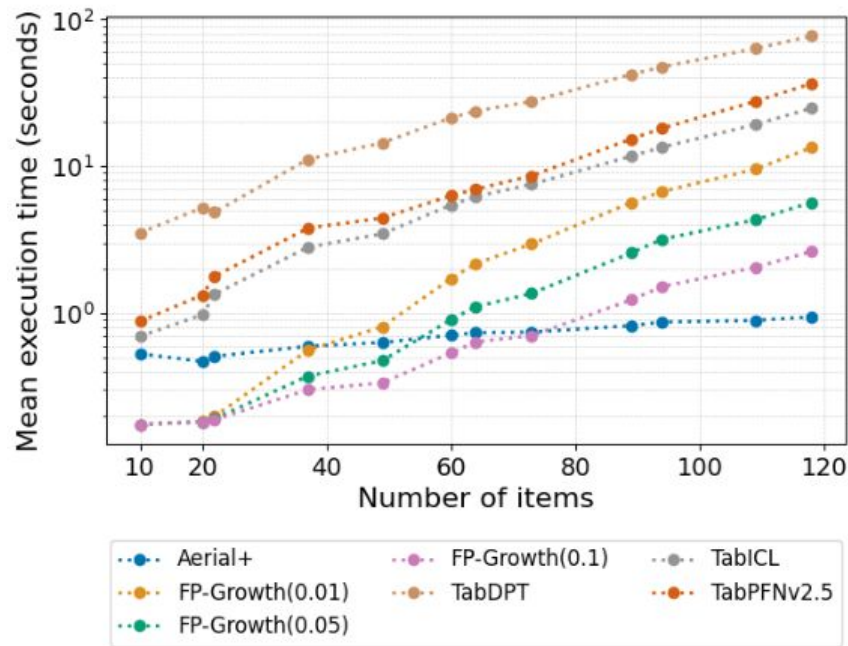 Mean execution time (seconds)
10²
10¹
10⁰
10 20 40 60 80 100 120
Number of items
Aerial+
FP-Growth(0.01)
FP-Growth(0.05)
FP-Growth(0.1)
TabDPT
TabICL
TabPFNv2.5